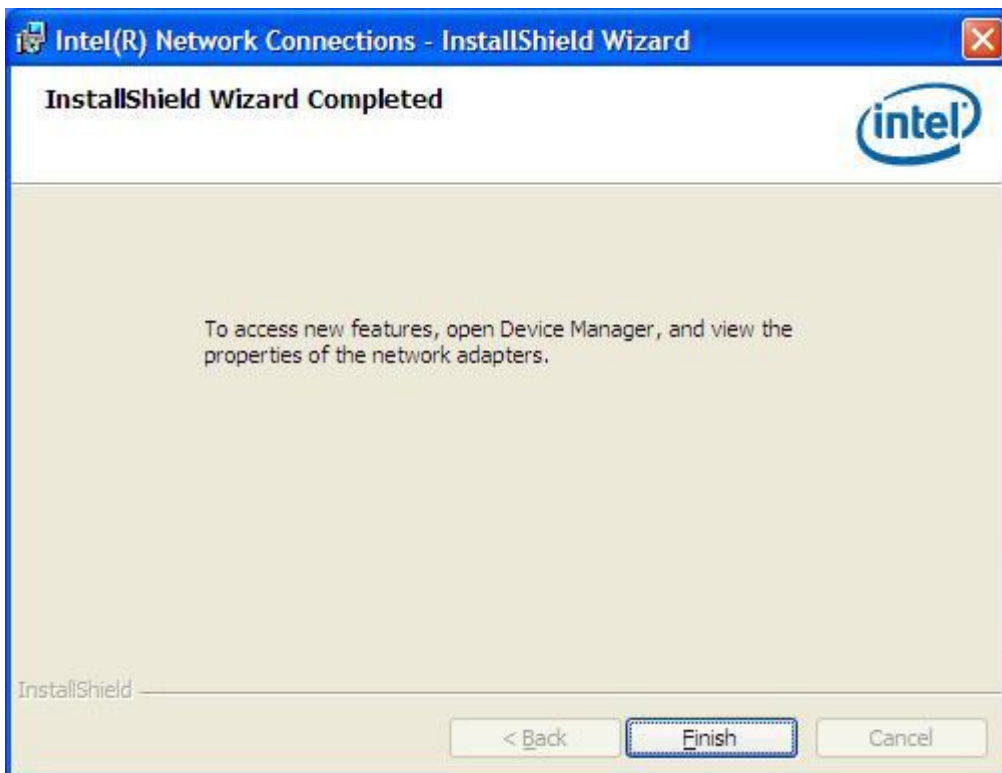 Intel(R) Network Connections - InstallShield Wizard
InstallShield Wizard Completed
intel
To access new features, open Device Manager, and view the
properties of the network adapters.
InstallShield
< Back
Finish
Cancel